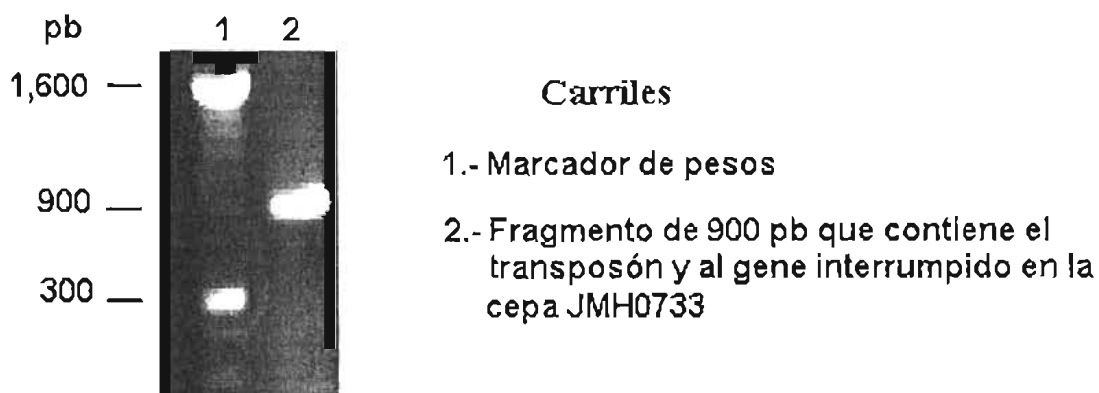 pb 1 2
1,600
900
300
Carriles
1.- Marcador de pesos
2.- Fragmento de 900 pb que contiene el
transposón y al gene interrumpido en la
cepa JMH0733